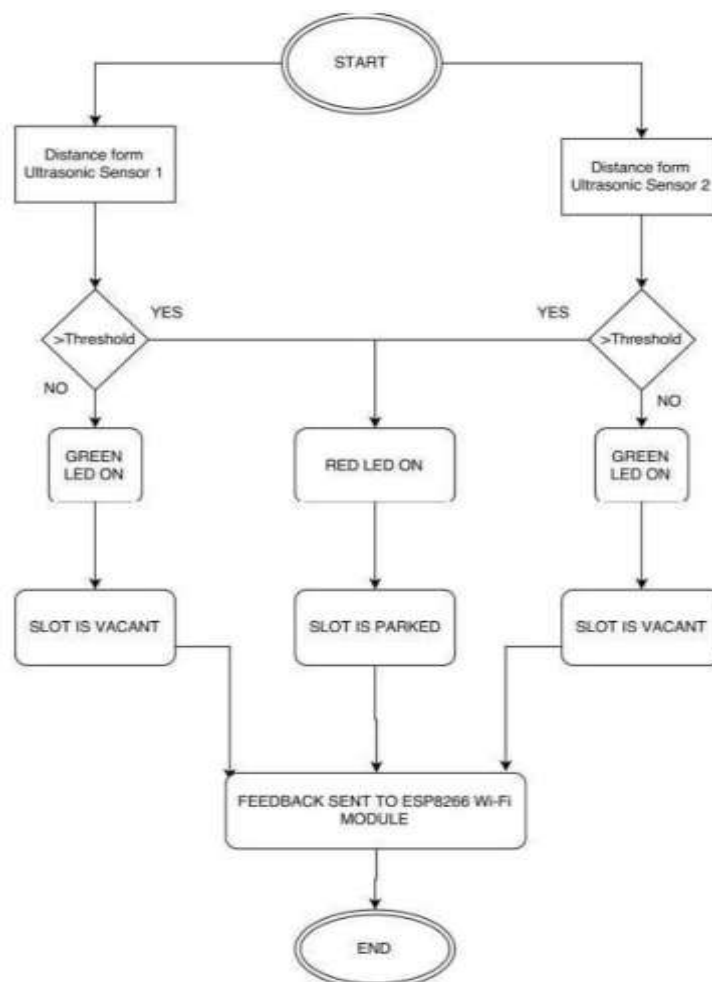 START
Distance form
Ultrasonic Sensor 1
Distance form
Ultrasonic Sensor 2
YES
YES
>Threshold
>Threshold
NO
NO
GREEN
LED ON
RED LED ON
GREEN
LED ON
SLOT IS VACANT
SLOT IS PARKED
SLOT IS VACANT
FEEDBACK SENT TO ESP8266 Wi-Fi
MODULE
END